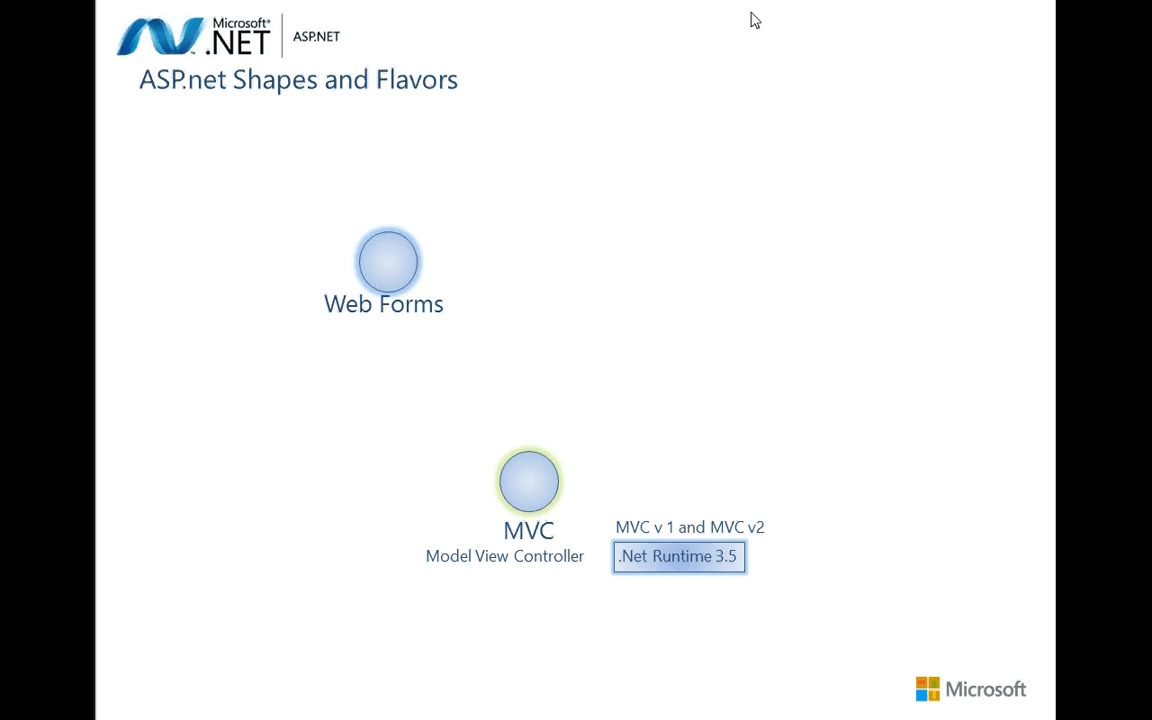 Microsoft®
.NET
ASP.NET
ASP.net Shapes and Flavors
Web Forms
MVC
Model View Controller
MVC v 1 and MVC v2
.Net Runtime 3.5
Microsoft